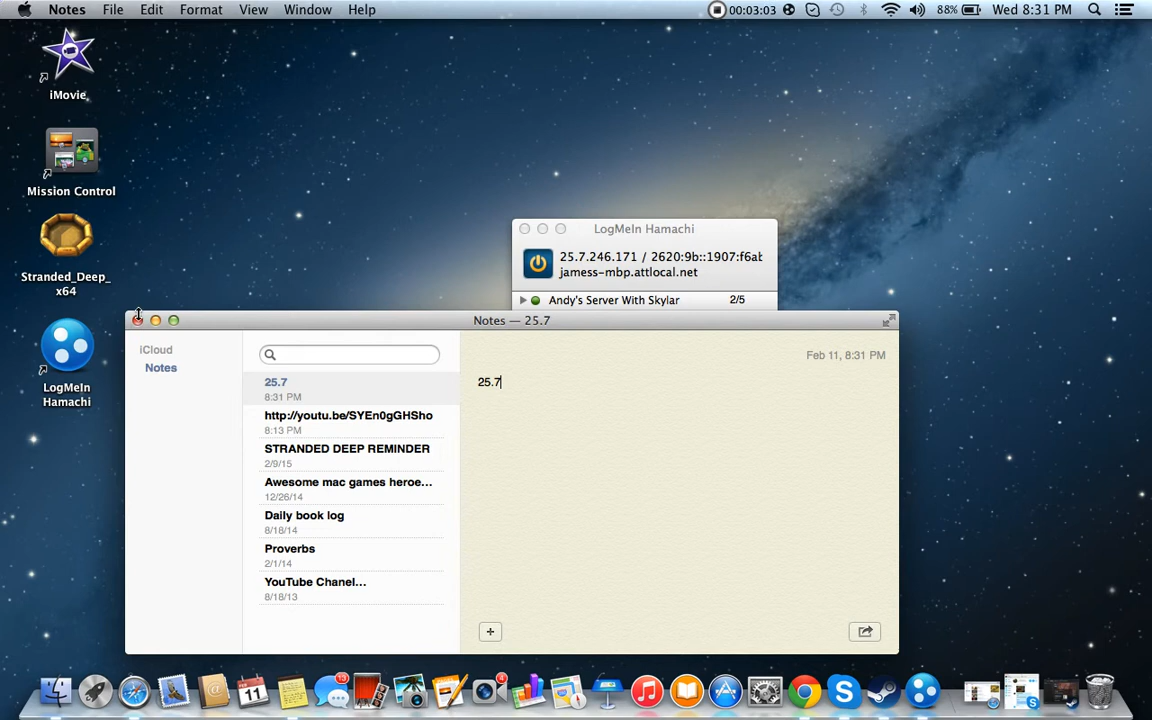 Notes File Edit Format View Window Help 00:03:03 88% Wed 8:31 PM
iMovie
Mission Control
Stranded_Deep_
x64
LogMeIn
Hamachi
LogMeIn Hamachi
25.7.246.171 / 2620:9b::1907:f6ab
jamess-mbp.attlocal.net
Andy's Server With Skylar 2/5
Notes — 25.7
iCloud
Notes
25.7
8:31 PM
http://youtu.be/SYEn0gGHSho
8:13 PM
STRANDED DEEP REMINDER
2/9/15
Awesome mac games heroe...
12/26/14
Daily book log
8/18/14
Proverbs
2/1/14
YouTube Chanel...
8/18/13
Feb 11, 8:31 PM
25.7
FEB
11
13
4